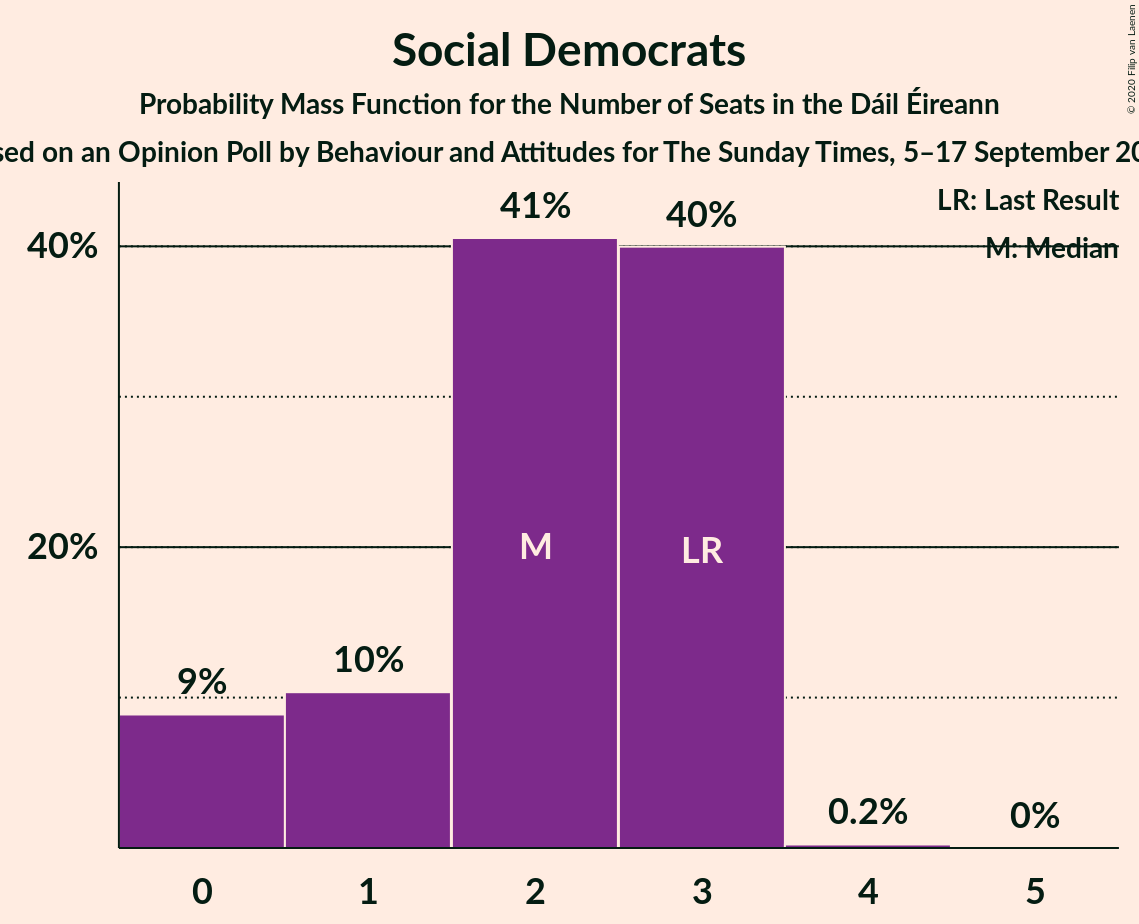 Social Democrats
Probability Mass Function for the Number of Seats in the Dáil Éireann
on an Opinion Poll by Behaviour and Attitudes for The Sunday Times, 5–17 September
© 2020 Filip van Laenen
LR: Last Result
M: Median
41%
40%
40%
M
LR
20%
10%
9%
0.2%
0%
0 1 2 3 4 5